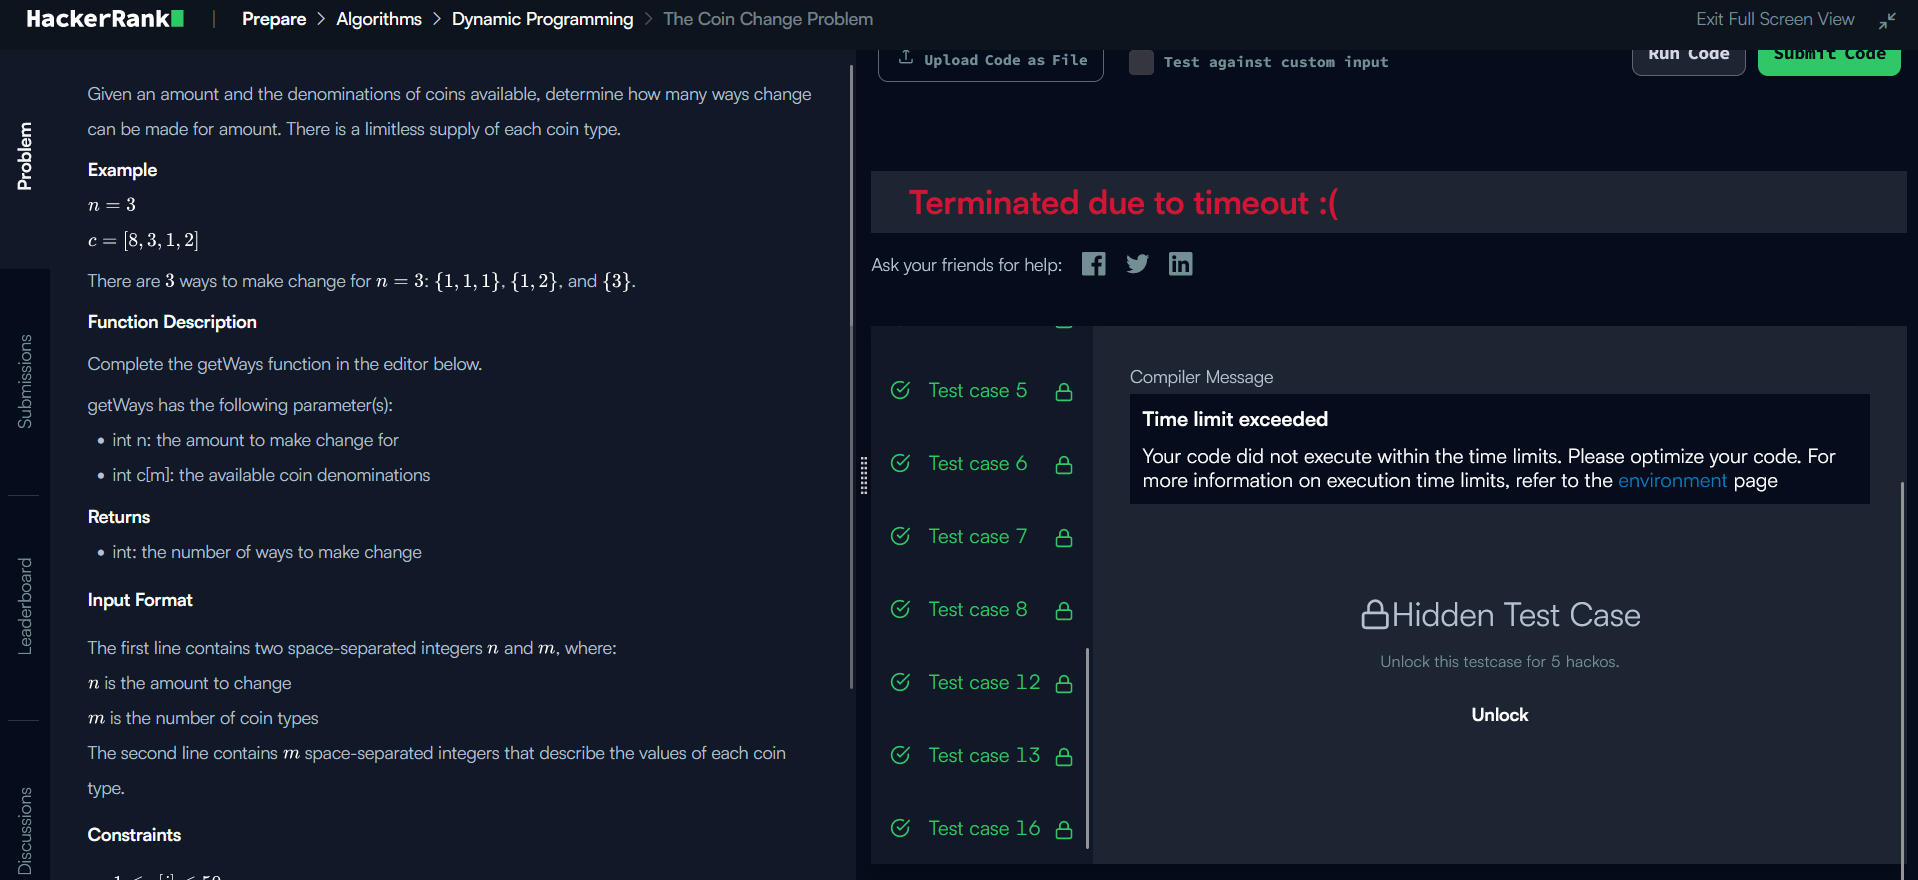 HackerRank | Prepare > Algorithms > Dynamic Programming > The Coin Change Problem
Exit Full Screen View
Problem
Submissions
Leaderboard
Discussions
Given an amount and the denominations of coins available, determine how many ways change
can be made for amount. There is a limitless supply of each coin type.
Example
n = 3
c = [8, 3, 1, 2]
There are 3 ways to make change for n = 3: {1, 1, 1}, {1, 2}, and {3}.
Function Description
Complete the getWays function in the editor below.
getWays has the following parameter(s):
• int n: the amount to make change for
• int c[m]: the available coin denominations
Returns
• int: the number of ways to make change
Input Format
The first line contains two space-separated integers n and m, where:
n is the amount to change
m is the number of coin types
The second line contains m space-separated integers that describe the values of each coin
type.
Constraints
Upload Code as File
Test against custom input
Run Code
Submit Code
Terminated due to timeout :(
Ask your friends for help:
Test case 5
Test case 6
Test case 7
Test case 8
Test case 12
Test case 13
Test case 16
Compiler Message
Time limit exceeded
Your code did not execute within the time limits. Please optimize your code. For
more information on execution time limits, refer to the environment page
Hidden Test Case
Unlock this testcase for 5 hackos.
Unlock